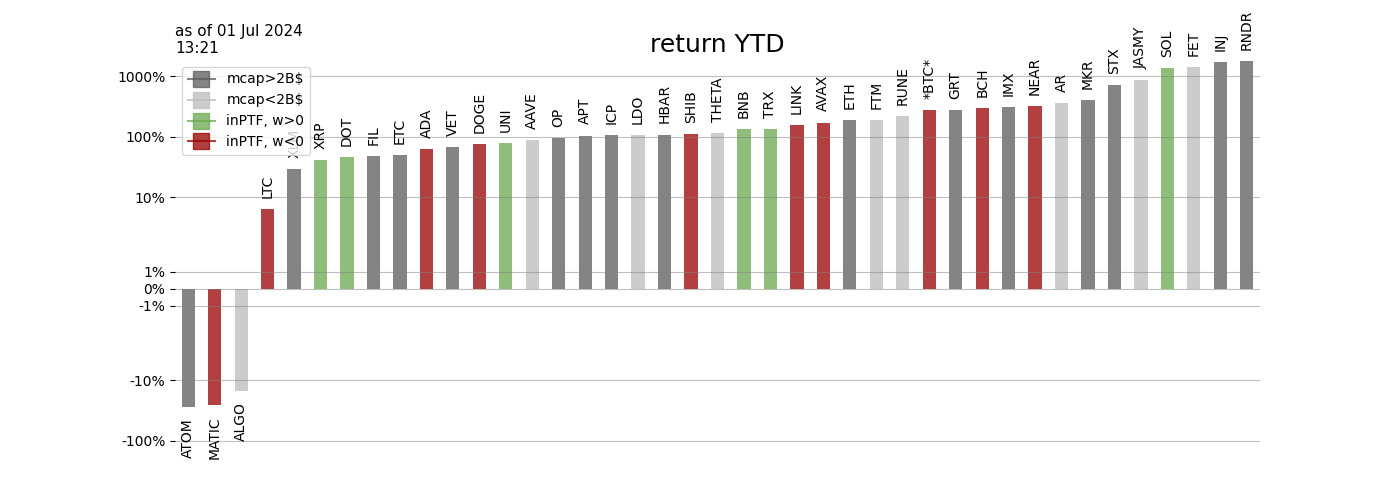 as of 01 Jul 2024
13:21
return YTD
mcap>2B$
mcap<2B$
inPTF, w>0
inPTF, w<0
1000%
100%
10%
1%
0%
-1%
-10%
-100%
ATOM
MATIC
ALGO
LTC
XRP
DOT
FIL
ETC
ADA
VET
DOGE
UNI
AAVE
OP
APT
ICP
LDO
HBAR
SHIB
THETA
BNB
TRX
LINK
AVAX
ETH
FTM
RUNE
*BTC*
GRT
BCH
IMX
NEAR
AR
MKR
STX
JASMY
SOL
FET
INJ
RNDR